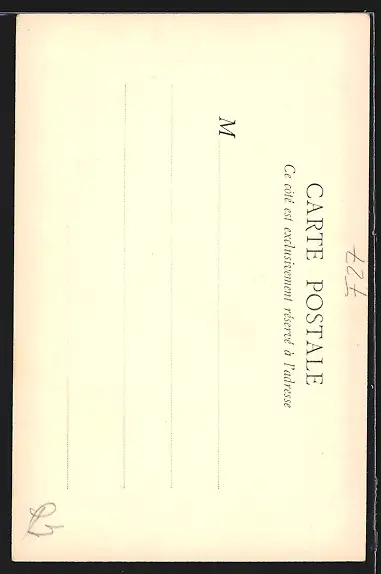 CARTE POSTALE
Ce côté est exclusivement réservé à l'adresse
M